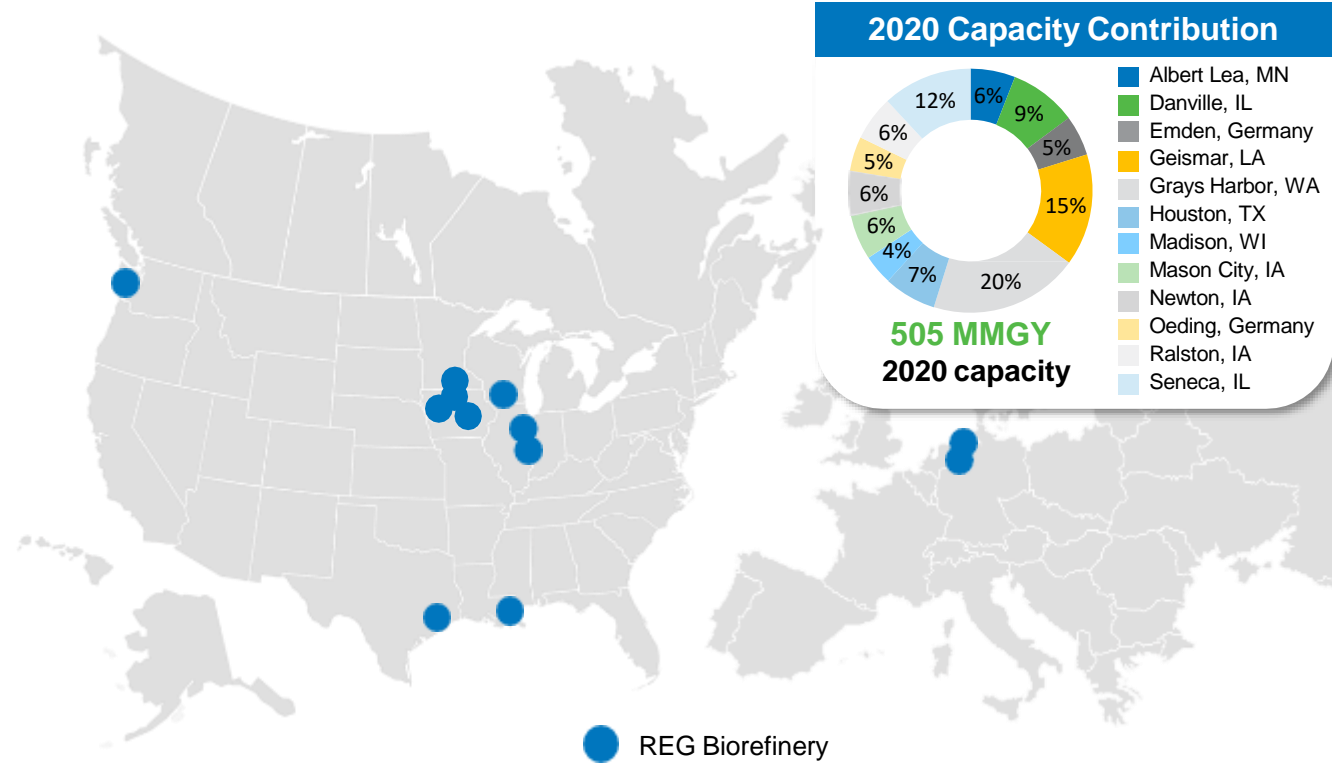 2020 Capacity Contribution
6%
9%
5%
15%
20%
7%
4%
6%
6%
5%
6%
12%
505 MMGY
2020 capacity
Albert Lea, MN
Danville, IL
Emden, Germany
Geismar, LA
Grays Harbor, WA
Houston, TX
Madison, WI
Mason City, IA
Newton, IA
Oeding, Germany
Ralston, IA
Seneca, IL
REG Biorefinery